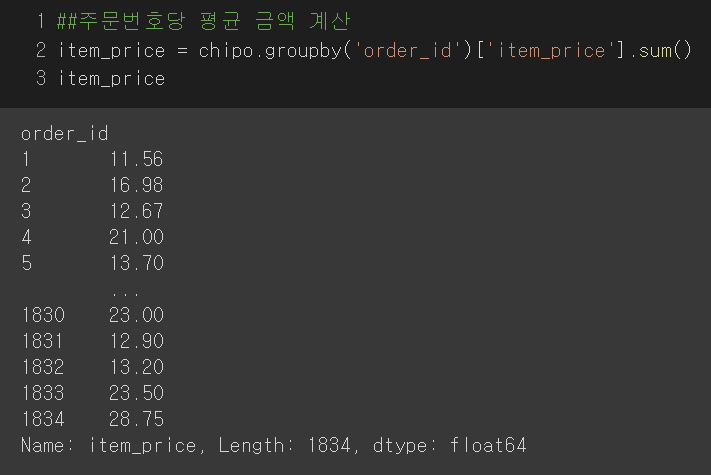 1 ##주문번호당 평균 금액 계산
2 item_price = chipo.groupby('order_id')['item_price'].sum()
3 item_price
order_id
1 11.56
2 16.98
3 12.67
4 21.00
5 13.70
...
1830 23.00
1831 12.90
1832 13.20
1833 23.50
1834 28.75
Name: item_price, Length: 1834, dtype: float64